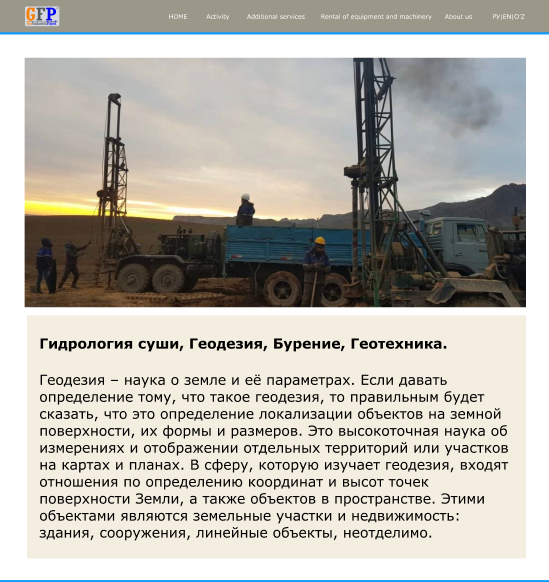 GFP
HOME Activity Additional services Rental of equipment and machinery About us РУ|EN|O'Z
Гидрология суши, Геодезия, Бурение, Геотехника.
Геодезия – наука о земле и её параметрах. Если давать
определение тому, что такое геодезия, то правильным будет
сказать, что это определение локализации объектов на земной
поверхности, их формы и размеров. Это высокоточная наука об
измерениях и отображении отдельных территорий или участков
на картах и планах. В сферу, которую изучает геодезия, входят
отношения по определению координат и высот точек
поверхности Земли, а также объектов в пространстве. Этими
объектами являются земельные участки и недвижимость:
здания, сооружения, линейные объекты, неотделимо.